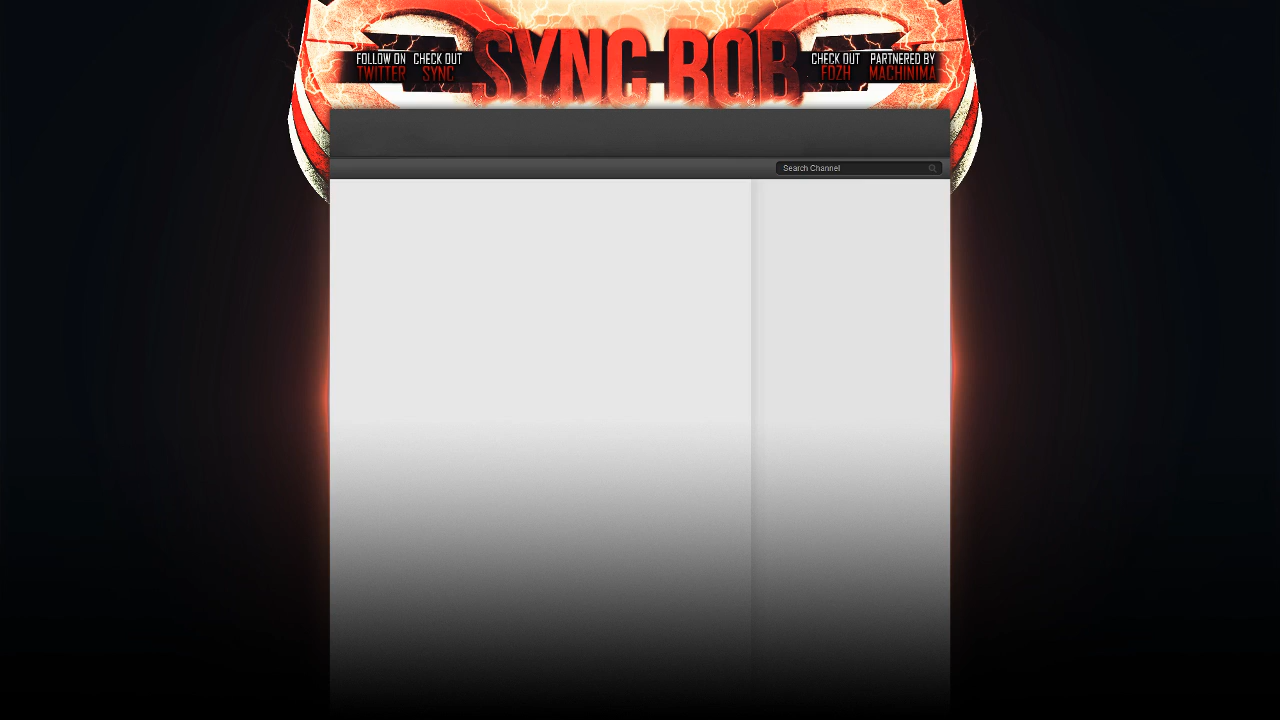 SYNC ROB
FOLLOW ON
TWITTER
CHECK OUT
SYNC
CHECK OUT
FDZH
PARTNERED BY
MACHINIMA
Search Channel